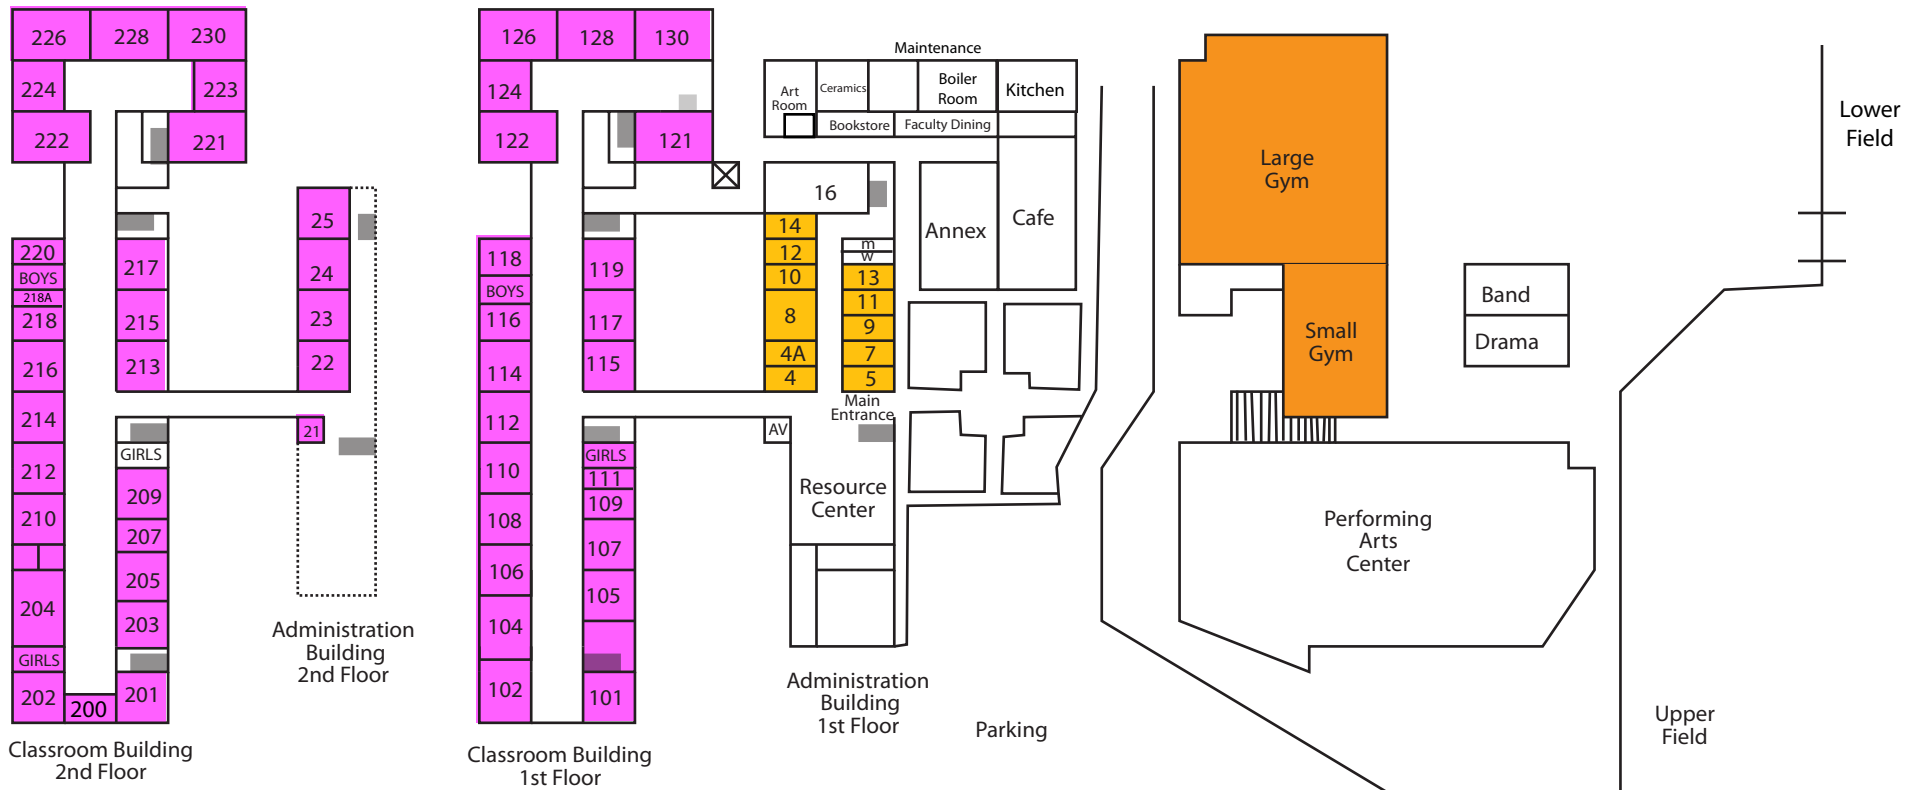 226 228 230
224 223
222 221
220
BOYS
218A
218
216
214
212
210
204
GIRLS
202
200
217
215
213
GIRLS
209
207
205
203
201
25
24
23
22
21
Administration
Building
2nd Floor
Classroom Building
2nd Floor
126 128 130
124
122 121
118
BOYS
116
114
112
110
108
106
104
102
119
117
115
GIRLS
111
109
107
105
101
Classroom Building
1st Floor
Maintenance
Art
Room
Ceramics
Boiler
Room
Kitchen
Bookstore
Faculty Dining
16
14
12
10
8
4A
4
m
w
13
11
9
7
5
Main
Entrance
Annex
Cafe
AV
Resource
Center
Administration
Building
1st Floor
Parking
Large
Gym
Small
Gym
Band
Drama
Performing
Arts
Center
Lower
Field
Upper
Field